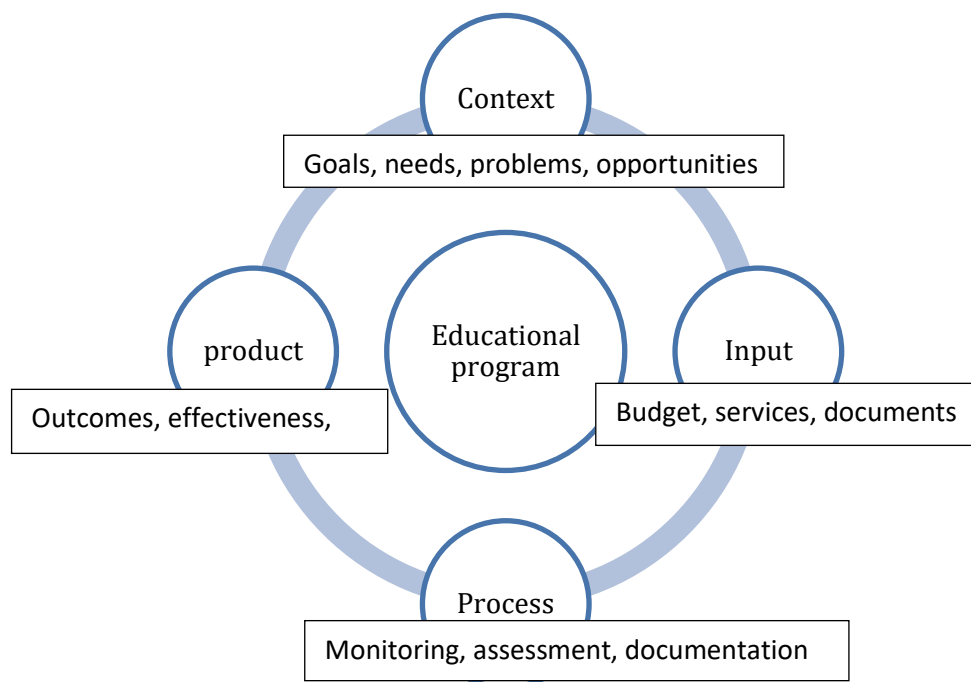 Context
Goals, needs, problems, opportunities
product
Outcomes, effectiveness,
Educational
program
Input
Budget, services, documents
Process
Monitoring, assessment, documentation